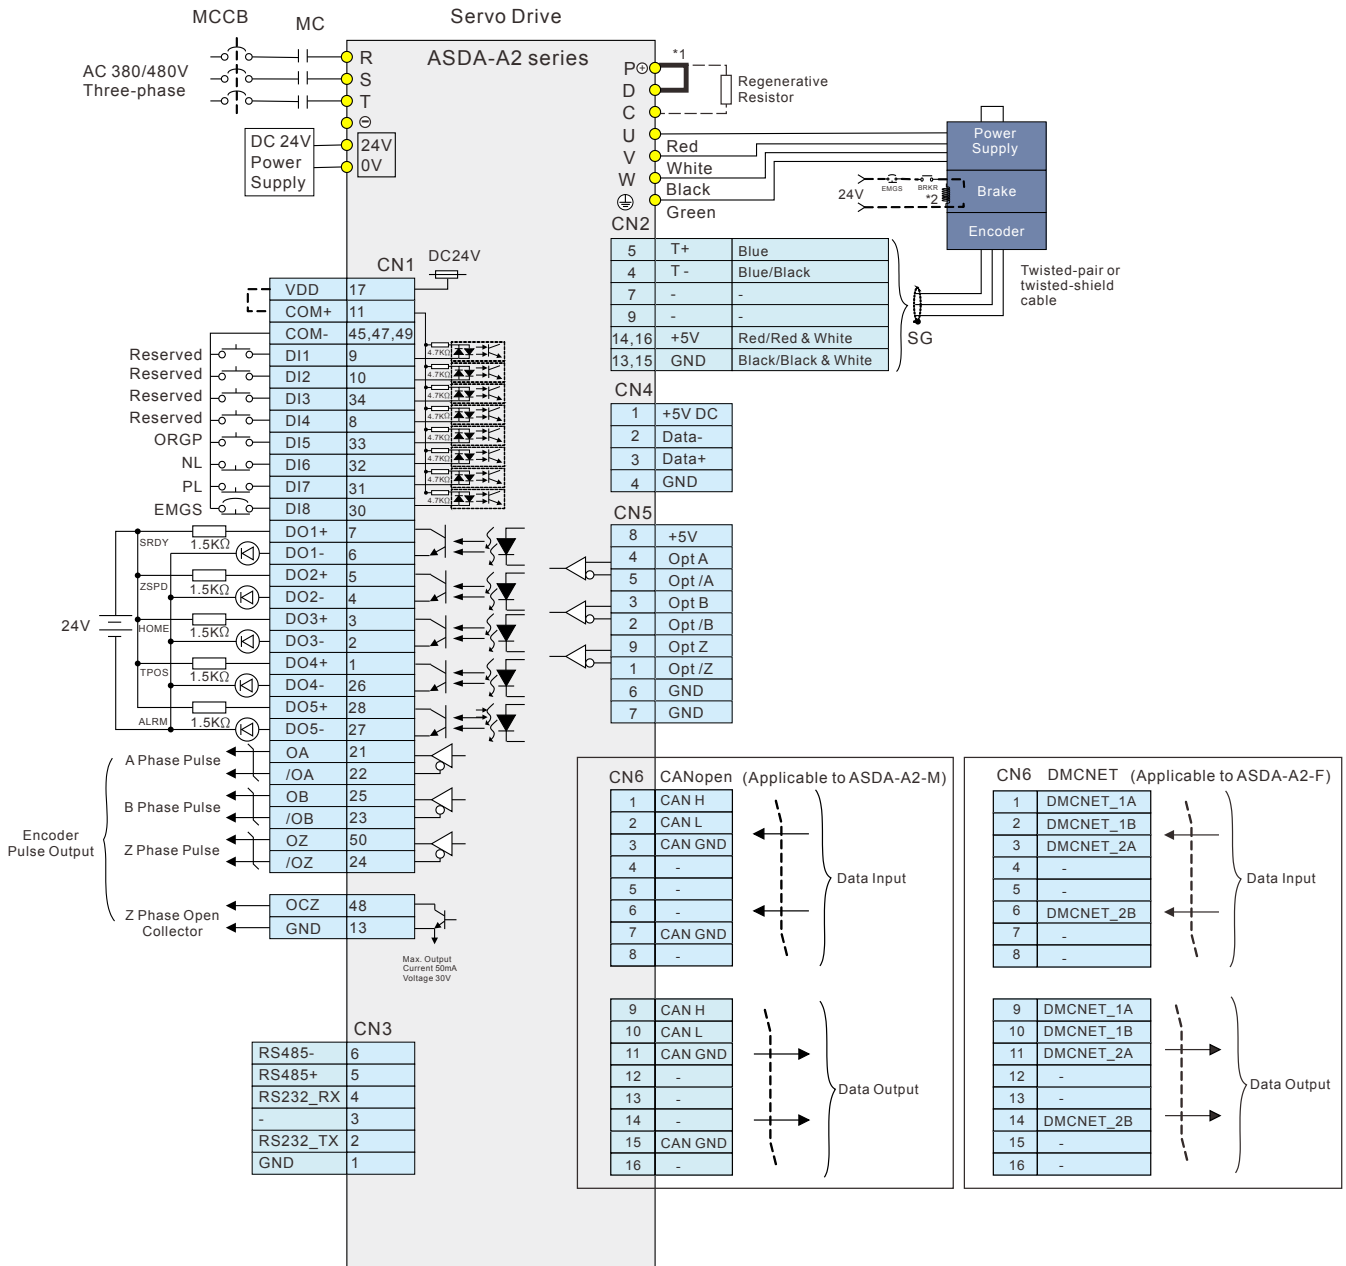 MCCB
MC
Servo Drive
AC 380/480V
Three-phase
R
S
T
⊖
ASDA-A2 series
DC 24V
Power
Supply
24V
0V
P⊕
D
C
U
V
W
*1
Regenerative
Resistor
Red
White
Black
Green
Power
Supply
Brake
Encoder
24V
EMGS
BRKR
*2
Twisted-pair or
twisted-shield
cable
SG
CN2
5 T+ Blue
4 T - Blue/Black
7 - -
9 - -
14,16 +5V Red/Red & White
13,15 GND Black/Black & White
CN1
DC24V
VDD 17
COM+ 11
COM- 45,47,49
Reserved DI1 9 4.7KΩ
Reserved DI2 10 4.7KΩ
Reserved DI3 34 4.7KΩ
Reserved DI4 8 4.7KΩ
ORGP DI5 33 4.7KΩ
NL DI6 32 4.7KΩ
PL DI7 31 4.7KΩ
EMGS DI8 30 4.7KΩ
24V
SRDY 1.5KΩ DO1+ 7
DO1- 6
ZSPD 1.5KΩ DO2+ 5
DO2- 4
HOME 1.5KΩ DO3+ 3
DO3- 2
TPOS 1.5KΩ DO4+ 1
DO4- 26
ALRM 1.5KΩ DO5+ 28
DO5- 27
Encoder
Pulse Output
A Phase Pulse
OA 21
/OA 22
B Phase Pulse
OB 25
/OB 23
Z Phase Pulse
OZ 50
/OZ 24
Z Phase Open
Collector
OCZ 48
GND 13
Max. Output
Current 50mA
Voltage 30V
CN3
RS485- 6
RS485+ 5
RS232_RX 4
- 3
RS232_TX 2
GND 1
CN4
1 +5V DC
2 Data-
3 Data+
4 GND
CN5
8 +5V
4 Opt A
5 Opt /A
3 Opt B
2 Opt /B
9 Opt Z
1 Opt /Z
6 GND
7 GND
CN6 CANopen (Applicable to ASDA-A2-M)
1 CAN H
2 CAN L
3 CAN GND
4 -
5 -
6 -
7 CAN GND
8 -
Data Input
9 CAN H
10 CAN L
11 CAN GND
12 -
13 -
14 -
15 CAN GND
16 -
Data Output
CN6 DMCNET (Applicable to ASDA-A2-F)
1 DMCNET_1A
2 DMCNET_1B
3 DMCNET_2A
4 -
5 -
6 DMCNET_2B
7 -
8 -
Data Input
9 DMCNET_1A
10 DMCNET_1B
11 DMCNET_2A
12 -
13 -
14 DMCNET_2B
15 -
16 -
Data Output